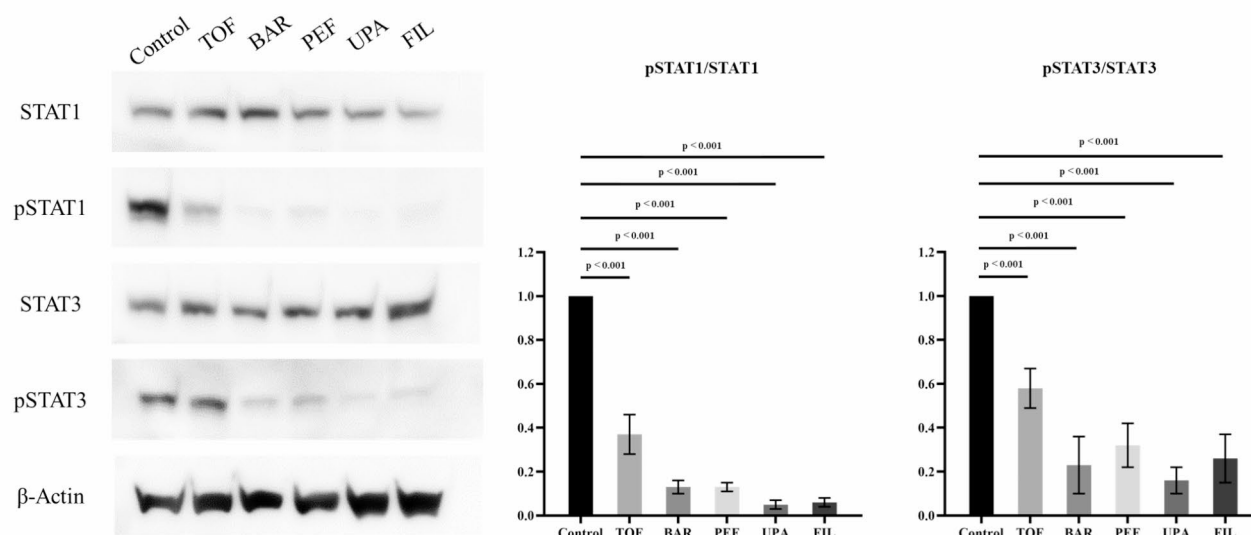 Control TOF BAR PEF UPA FIL
STAT1
pSTAT1
STAT3
pSTAT3
β-Actin
pSTAT1/STAT1
p < 0.001
p < 0.001
p < 0.001
p < 0.001
p < 0.001
1.2
1.0
0.8
0.6
0.4
0.2
0.0
Control TOF BAR PEF UPA FIL
pSTAT3/STAT3
p < 0.001
p < 0.001
p < 0.001
p < 0.001
p < 0.001
1.2
1.0
0.8
0.6
0.4
0.2
0.0
Control TOF BAR PEF UPA FIL